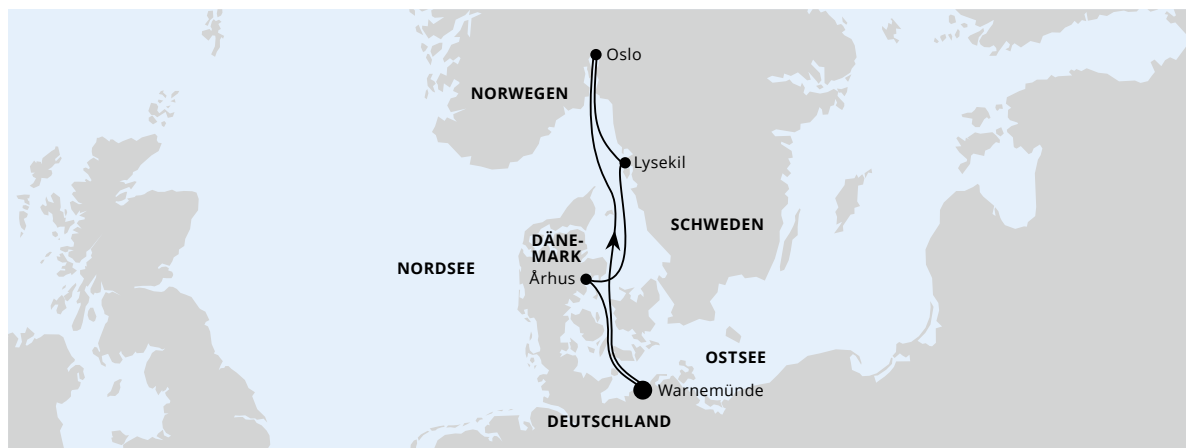 Oslo
NORWEGEN
Lysekil
SCHWEDEN
DÄNE-
MARK
NORDSEE
Århus
OSTSEE
Warnemünde
DEUTSCHLAND